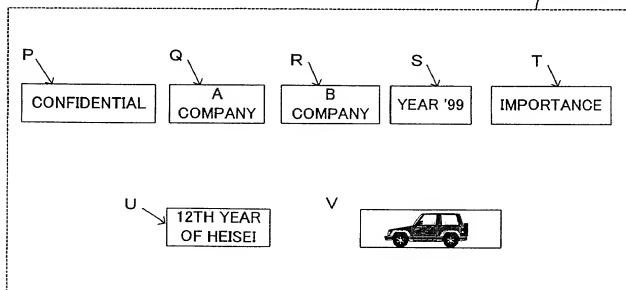 P
Q
R
S
T
CONFIDENTIAL
A
COMPANY
B
COMPANY
YEAR '99
IMPORTANCE
U
V
12TH YEAR
OF HEISEI